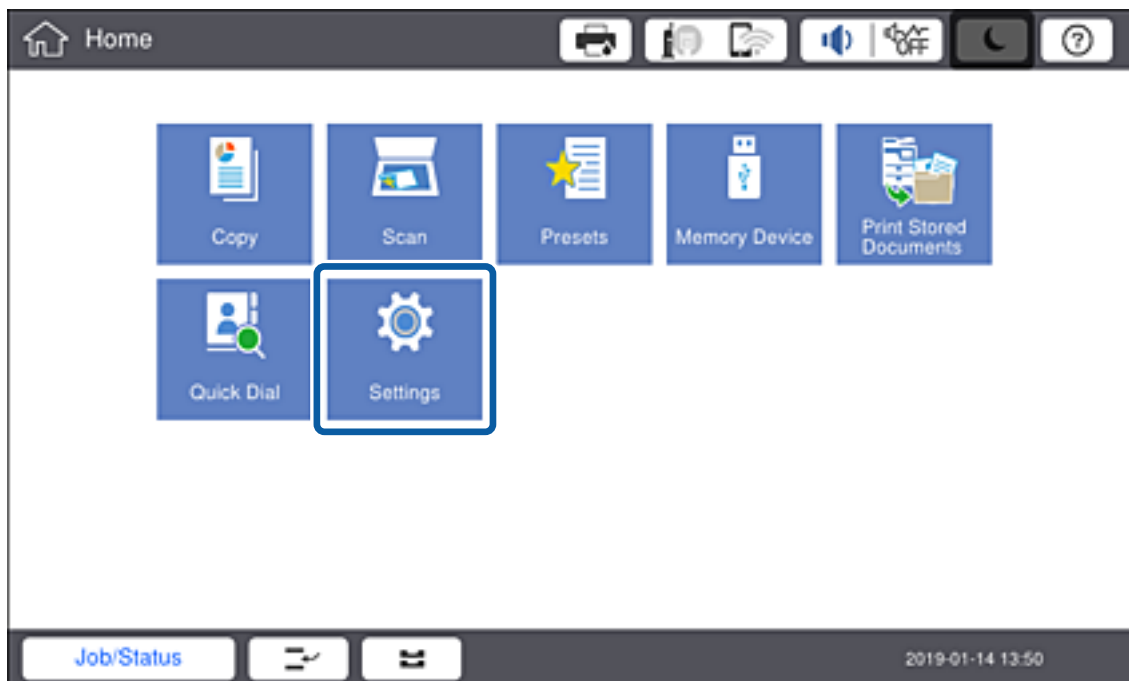 Home
OFF
?
Copy
Scan
Presets
Memory Device
Print Stored
Documents
Quick Dial
Settings
Job/Status
2019-01-14 13:50